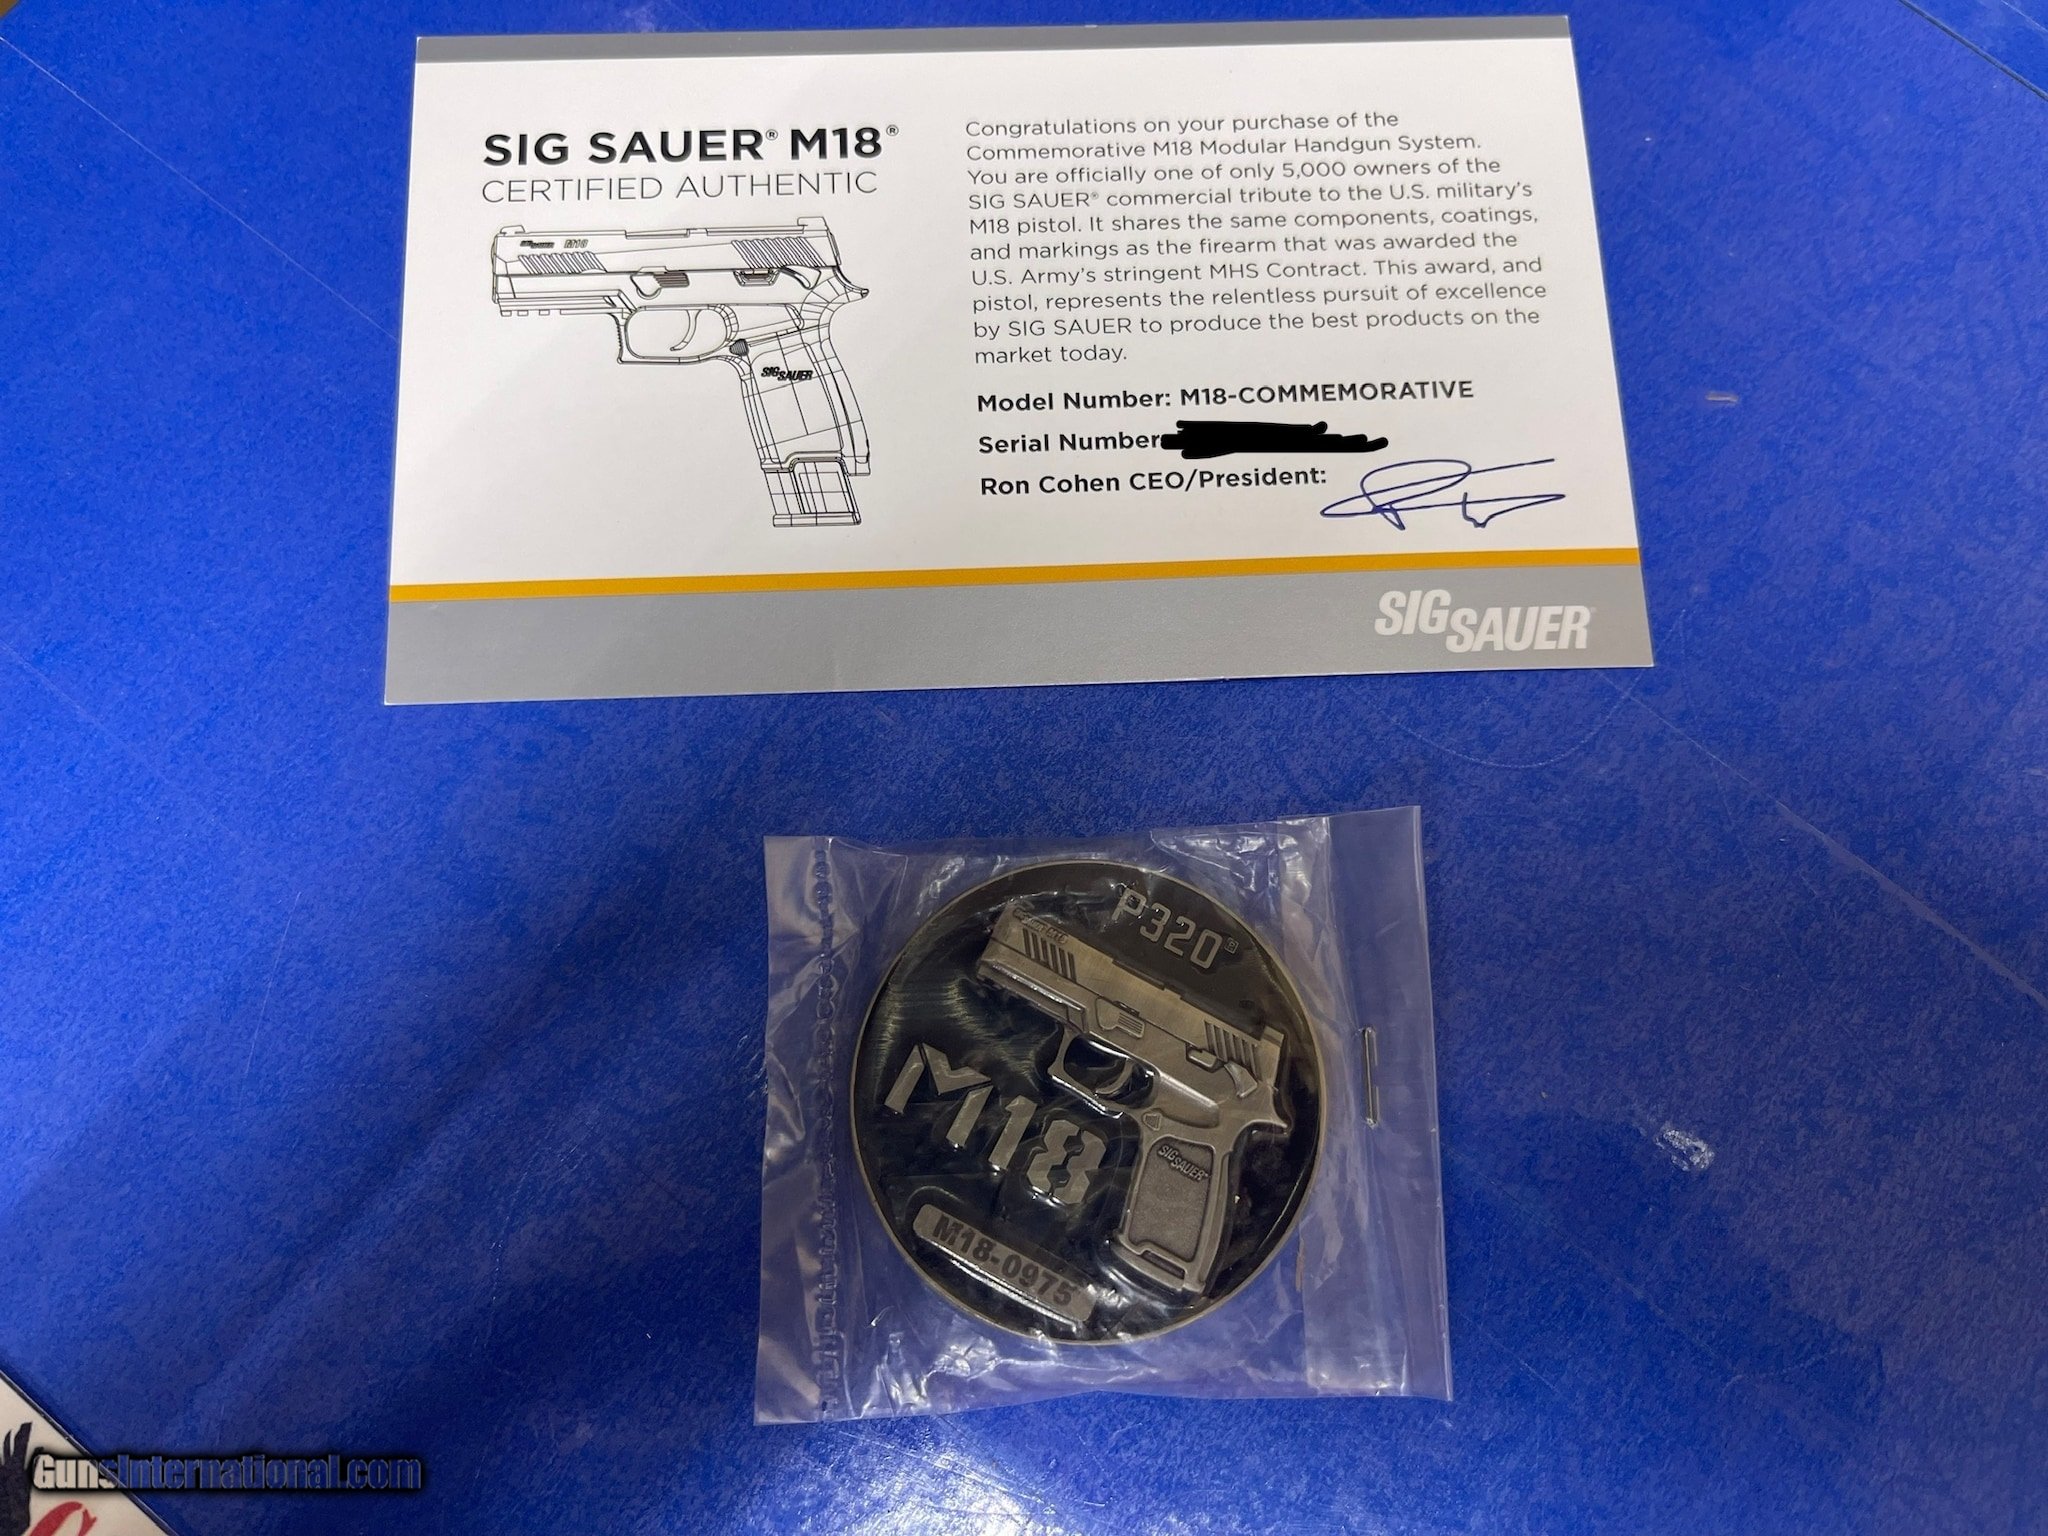 SIG SAUER® M18®
CERTIFIED AUTHENTIC
SIG SAUER M18
SIG SAUER
Congratulations on your purchase of the
Commemorative M18 Modular Handgun System.
You are officially one of only 5,000 owners of the
SIG SAUER® commercial tribute to the U.S. military's
M18 pistol. It shares the same components, coatings,
and markings as the firearm that was awarded the
U.S. Army's stringent MHS Contract. This award, and
pistol, represents the relentless pursuit of excellence
by SIG SAUER to produce the best products on the
market today.
Model Number: M18-COMMEMORATIVE
Serial Number
Ron Cohen CEO/President:
SIG SAUER
P320®
M18
SIG SAUER
M18-0975
GunsInternational.com